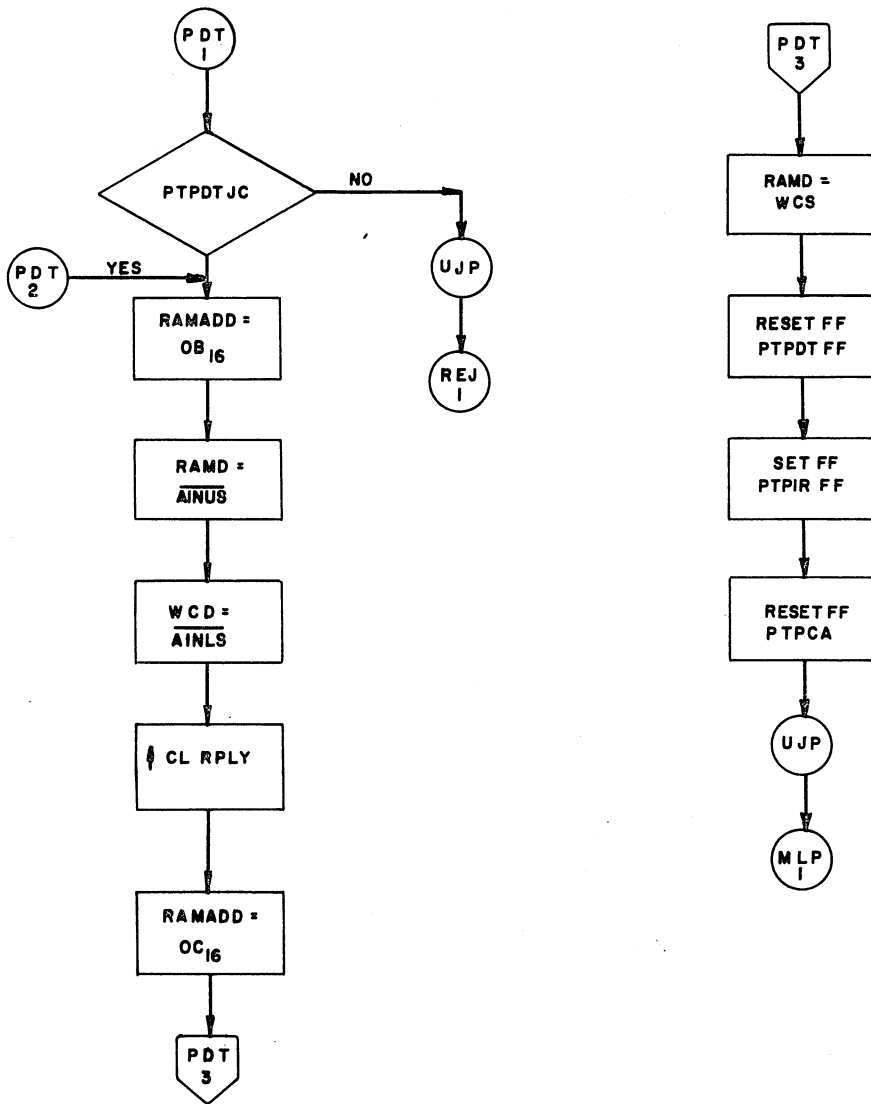 PDT
1
PTPDTJC
NO
PDT
2
YES
UJP
REJ
1
RAMADD =
OB16
RAMD =
AINUS
WCD =
AINLS
CL RPLY
RAMADD =
OC16
PDT
3
PDT
3
RAMD =
WCS
RESET FF
PTPDT FF
SET FF
PTPIR FF
RESET FF
PTPCA
UJP
MLP
1